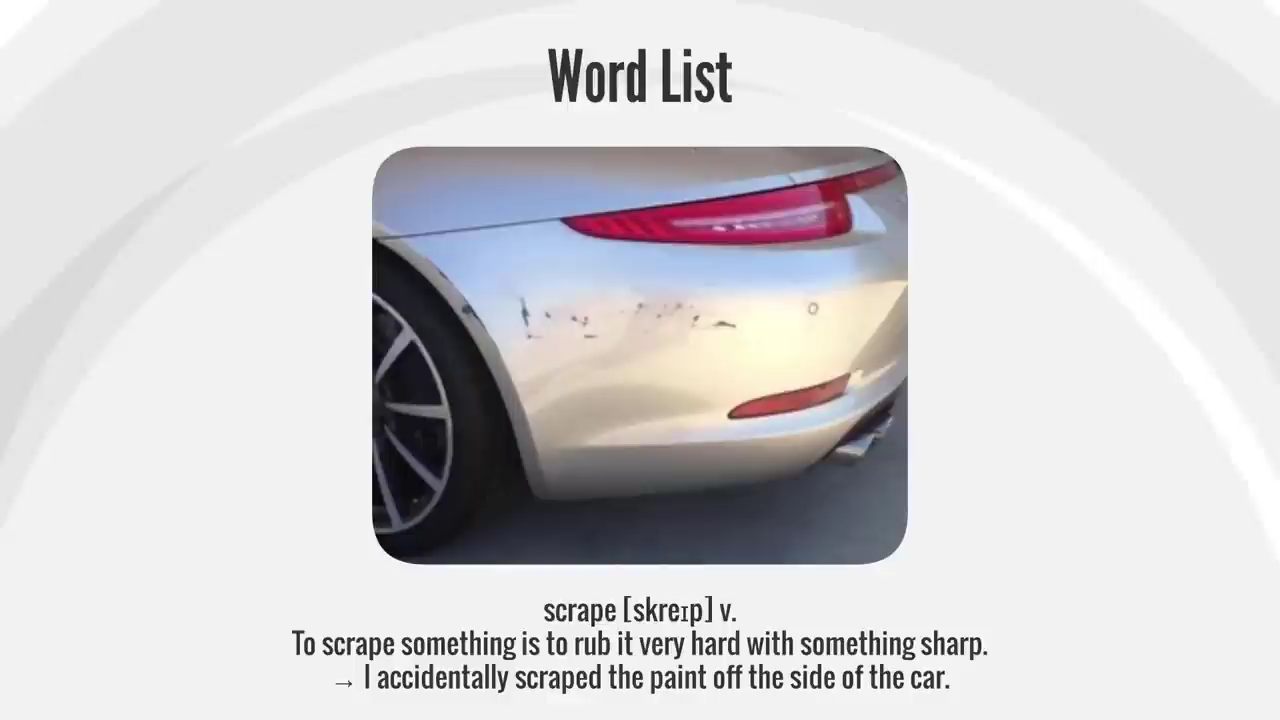 Word List
scrape [skreɪp] v.
To scrape something is to rub it very hard with something sharp.
→ I accidentally scraped the paint off the side of the car.